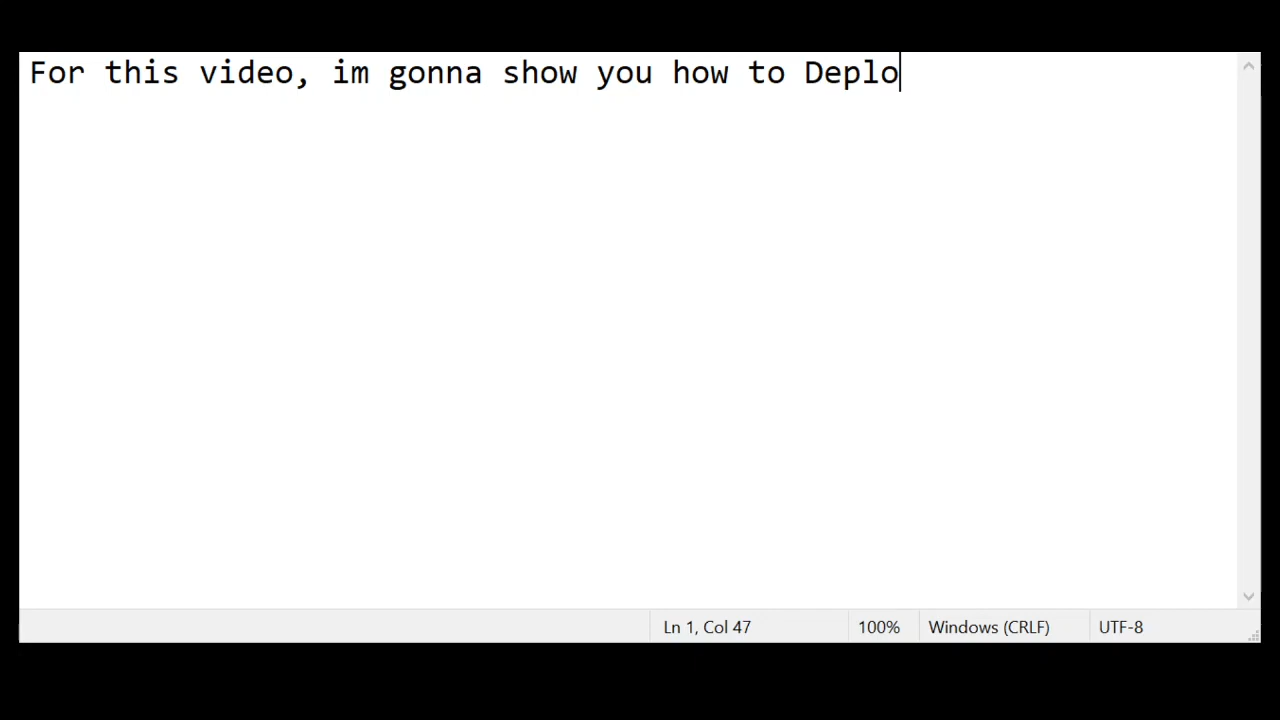 For this video, im gonna show you how to Deplo
Ln 1, Col 47 100% Windows (CRLF) UTF-8